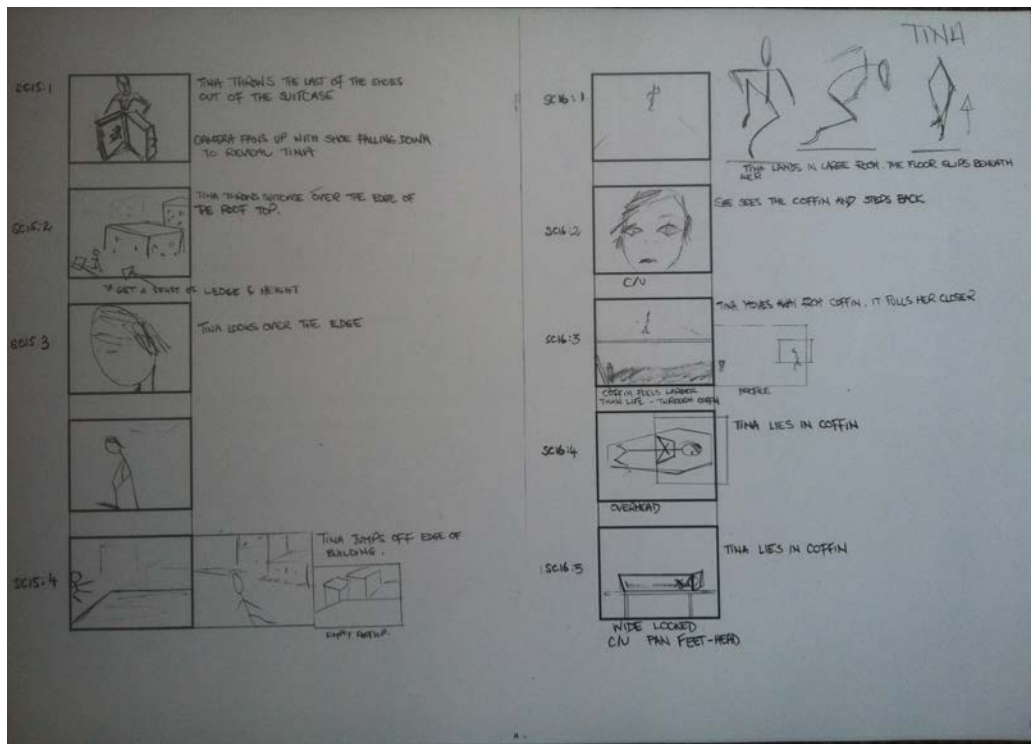 SC15:1
TINA THROWS THE LAST OF THE SHOES
OUT OF THE SUITCASE
CAMERA PANS UP WITH SHOE FALLING DOWN
TO REVEAL TINA
SC15:2
TINA THROWS SUITCASE OVER THE EDGE OF
THE ROOF TOP.
GET A SENSE OF LEDGE & HEIGHT
SC15:3
TINA LOOKS OVER THE EDGE
SC15:4
TINA JUMPS OFF EDGE OF
BUILDING.
EMPTY
TINA
SC16:1
TINA LANDS IN LARGE ROOM. THE FLOOR SLIPS BENEATH
HER
SC16:2
SHE SEES THE COFFIN AND STEPS BACK
C/U
SC16:3
TINA MOVES AWAY FROM COFFIN. IT PULLS HER CLOSER
COFFIN FEELS LARGER
THAN LIFE - THROUGH COFFIN
PROFILE
SC16:4
TINA LIES IN COFFIN
OVERHEAD
SC16:5
TINA LIES IN COFFIN
WIDE LOCKED
C/U PAN FEET-HEAD